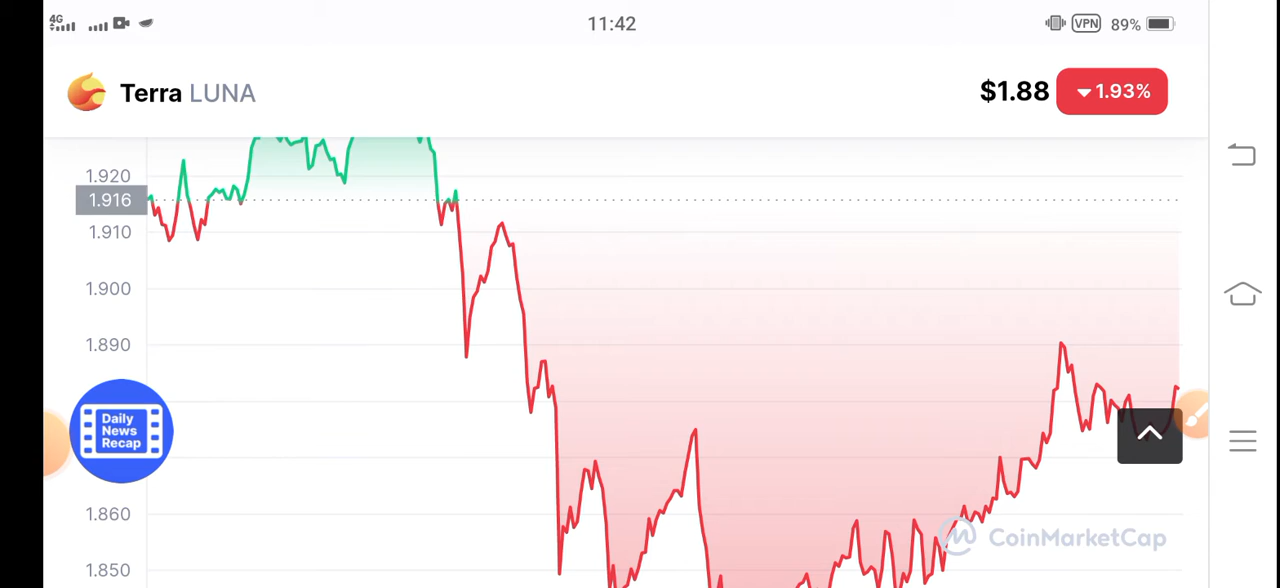 4G
11:42
VPN
89%
Terra LUNA
$1.88
1.93%
1.920
1.916
1.910
1.900
1.890
Daily
News
Recap
1.860
CoinMarketCap
1.850